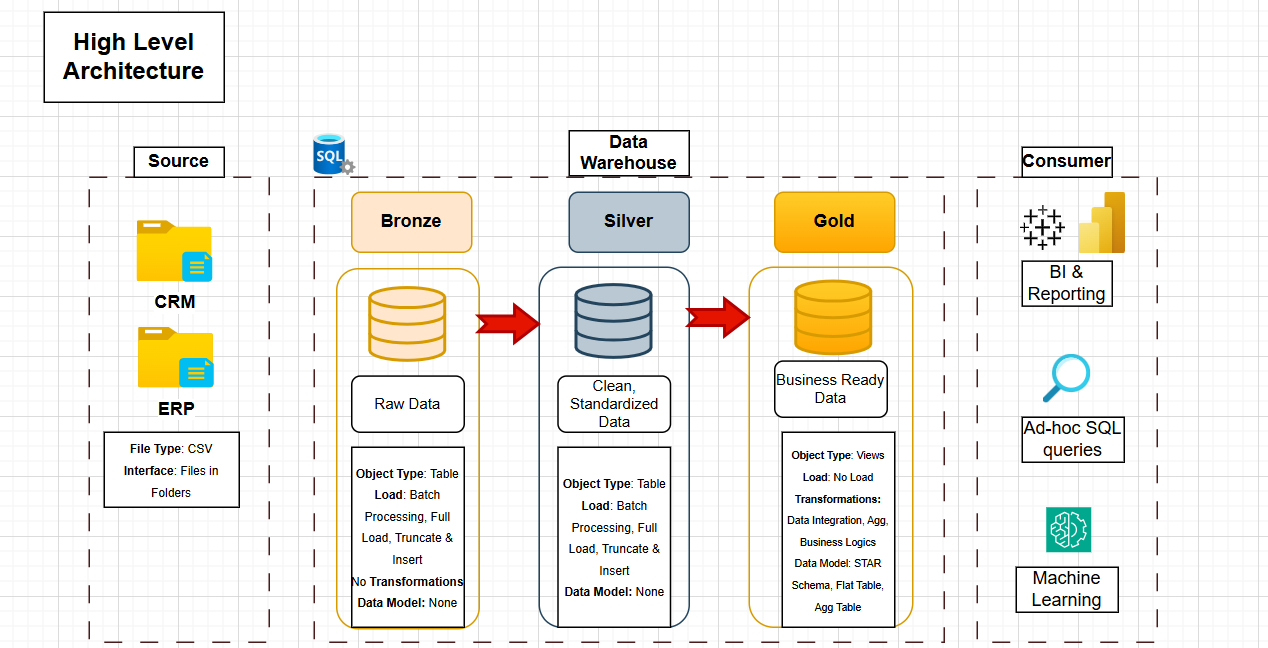 High Level
Architecture
Source
CRM
ERP
File Type: CSV
Interface: Files in
Folders
SQL
Data
Warehouse
Bronze
Raw Data
Object Type: Table
Load: Batch
Processing, Full
Load, Truncate &
Insert
No Transformations
Data Model: None
Silver
Clean,
Standardized
Data
Object Type: Table
Load: Batch
Processing, Full
Load, Truncate &
Insert
Data Model: None
Gold
Business Ready
Data
Object Type: Views
Load: No Load
Transformations:
Data Integration, Agg,
Business Logics
Data Model: STAR
Schema, Flat Table,
Agg Table
Consumer
BI &
Reporting
Ad-hoc SQL
queries
Machine
Learning